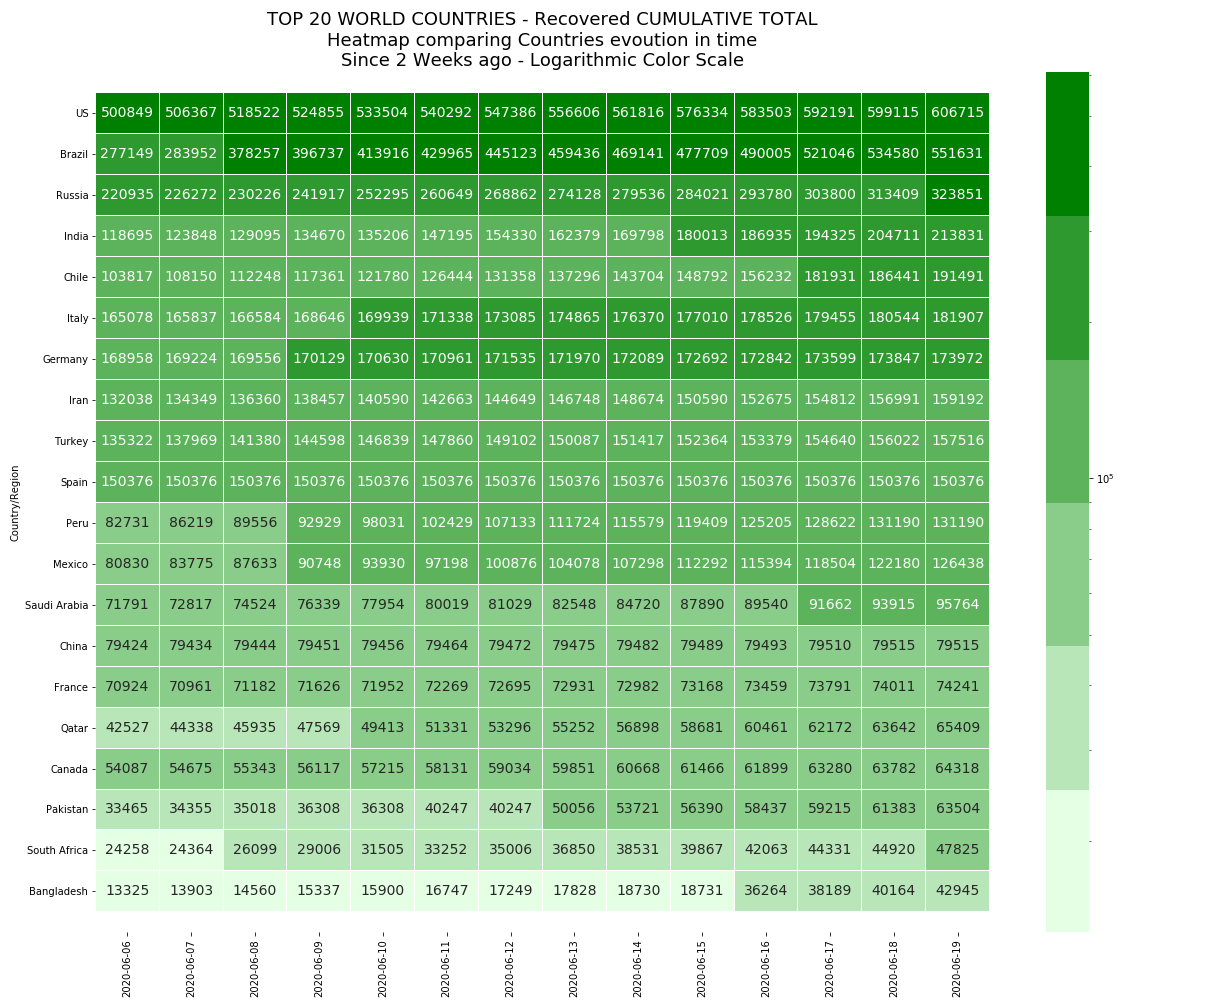 TOP 20 WORLD COUNTRIES - Recovered CUMULATIVE TOTAL
Heatmap comparing Countries evoution in time
Since 2 Weeks ago - Logarithmic Color Scale
US 500849 506367 518522 524855 533504 540292 547386 556606 561816 576334 583503 592191 599115 606715
Brazil 277149 283952 378257 396737 413916 429965 445123 459436 469141 477709 490005 521046 534580 551631
Russia 220935 226272 230226 241917 252295 260649 268862 274128 279536 284021 293780 303800 313409 323851
India 118695 123848 129095 134670 135206 147195 154330 162379 169798 180013 186935 194325 204711 213831
Chile 103817 108150 112248 117361 121780 126444 131358 137296 143704 148792 156232 181931 186441 191491
Italy 165078 165837 166584 168646 169939 171338 173085 174865 176370 177010 178526 179455 180544 181907
Germany 168958 169224 169556 170129 170630 170961 171535 171970 172089 172692 172842 173599 173847 173972
Iran 132038 134349 136360 138457 140590 142663 144649 146748 148674 150590 152675 154812 156991 159192
Turkey 135322 137969 141380 144598 146839 147860 149102 150087 151417 152364 153379 154640 156022 157516
Spain 150376 150376 150376 150376 150376 150376 150376 150376 150376 150376 150376 150376 150376 150376
Peru 82731 86219 89556 92929 98031 102429 107133 111724 115579 119409 125205 128622 131190 131190
Mexico 80830 83775 87633 90748 93930 97198 100876 104078 107298 112292 115394 118504 122180 126438
Saudi Arabia 71791 72817 74524 76339 77954 80019 81029 82548 84720 87890 89540 91662 93915 95764
China 79424 79434 79444 79451 79456 79464 79472 79475 79482 79489 79493 79510 79515 79515
France 70924 70961 71182 71626 71952 72269 72695 72931 72982 73168 73459 73791 74011 74241
Qatar 42527 44338 45935 47569 49413 51331 53296 55252 56898 58681 60461 62172 63642 65409
Canada 54087 54675 55343 56117 57215 58131 59034 59851 60668 61466 61899 63280 63782 64318
Pakistan 33465 34355 35018 36308 36308 40247 40247 50056 53721 56390 58437 59215 61383 63504
South Africa 24258 24364 26099 29006 31505 33252 35006 36850 38531 39867 42063 44331 44920 47825
Bangladesh 13325 13903 14560 15337 15900 16747 17249 17828 18730 18731 36264 38189 40164 42945
2020-06-06 2020-06-07 2020-06-08 2020-06-09 2020-06-10 2020-06-11 2020-06-12 2020-06-13 2020-06-14 2020-06-15 2020-06-16 2020-06-17 2020-06-18 2020-06-19
Country/Region
10⁵